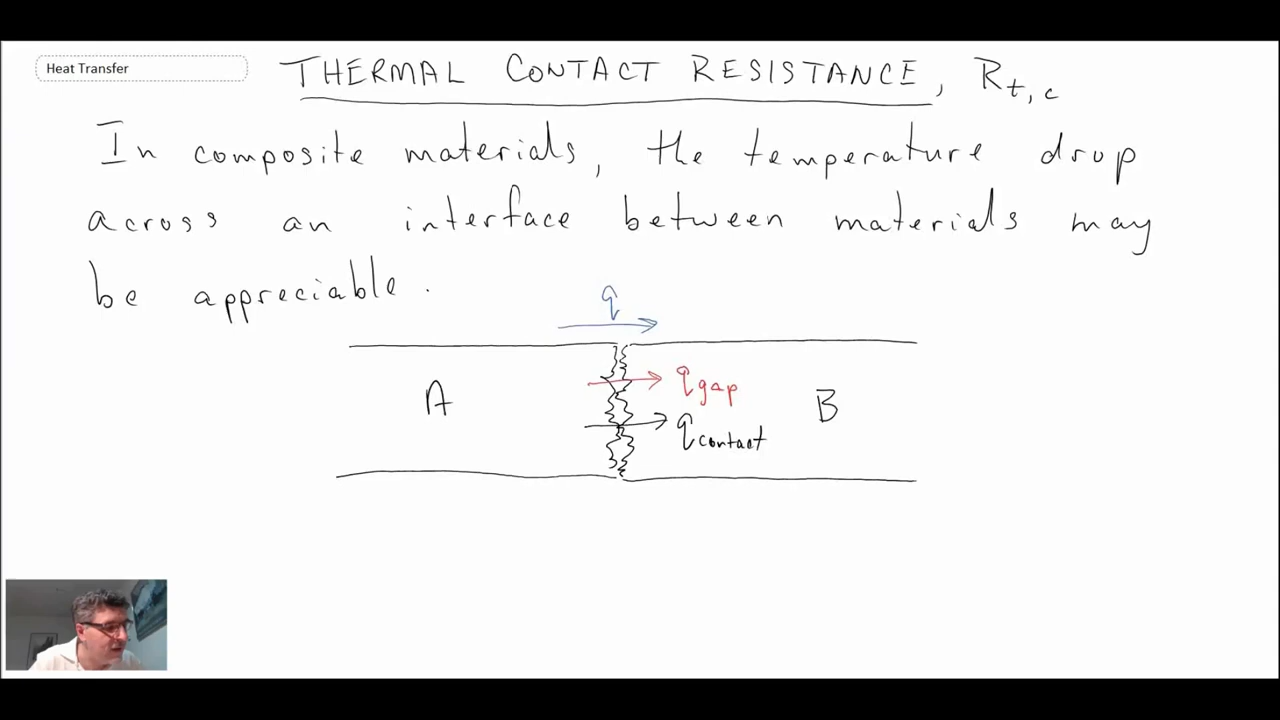 Heat Transfer
THERMAL CONTACT RESISTANCE, Rt,c
In composite materials, the temperature drop
across an interface between materials may
be appreciable.
q
A
qgap
B
qcontact